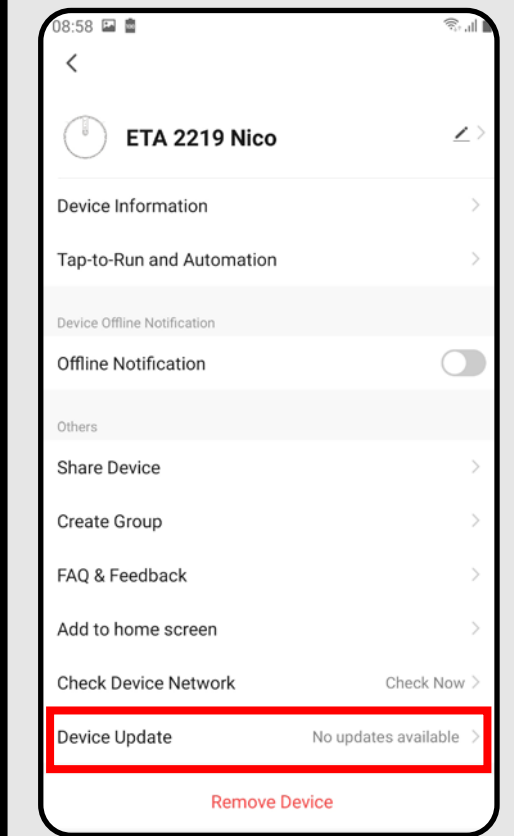 08:58
ETA 2219 Nico
Device Information
Tap-to-Run and Automation
Device Offline Notification
Offline Notification
Others
Share Device
Create Group
FAQ & Feedback
Add to home screen
Check Device Network Check Now
Device Update No updates available
Remove Device